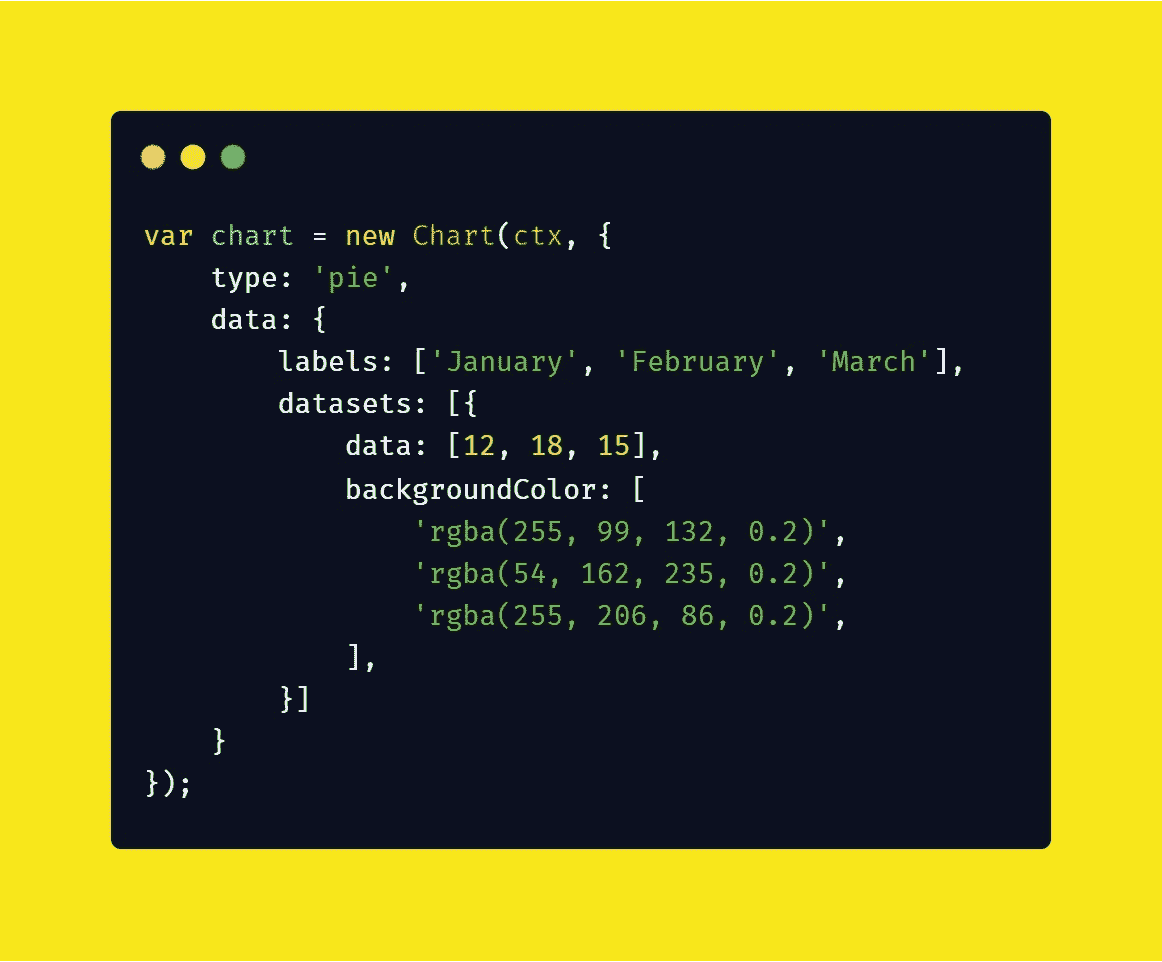 var chart = new Chart(ctx, {
    type: 'pie',
    data: {
        labels: ['January', 'February', 'March'],
        datasets: [{
            data: [12, 18, 15],
            backgroundColor: [
                'rgba(255, 99, 132, 0.2)',
                'rgba(54, 162, 235, 0.2)',
                'rgba(255, 206, 86, 0.2)',
            ],
        }]
    }
});